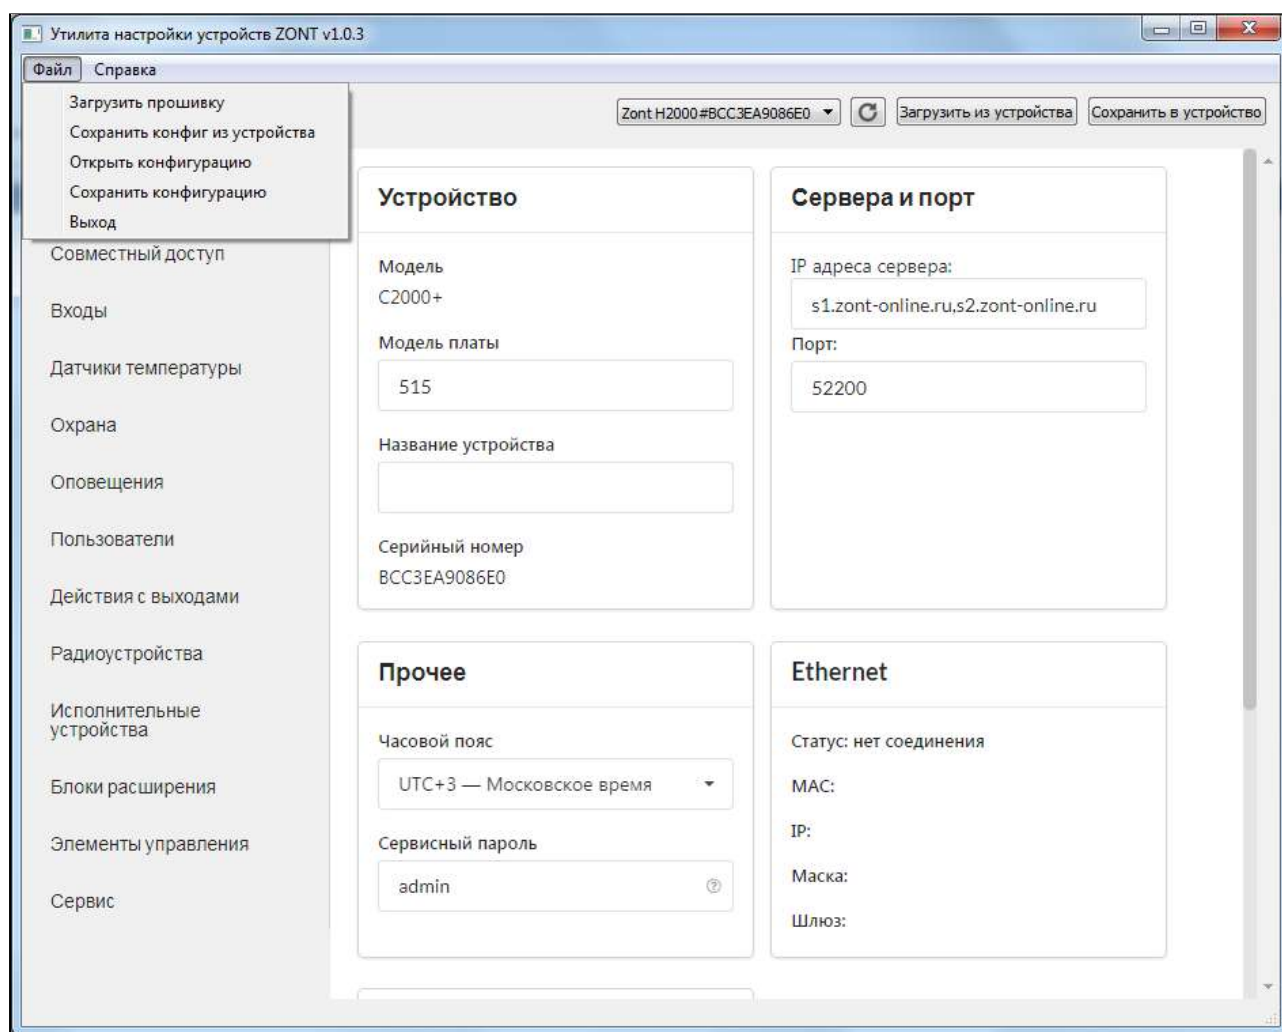 Утилита настройки устройств ZONT v1.0.3
Файл Справка
Загрузить прошивку
Сохранить конфиг из устройства
Открыть конфигурацию
Сохранить конфигурацию
Выход
Zont H2000#BCC3EA9086E0 Загрузить из устройства Сохранить в устройство
Совместный доступ
Входы
Датчики температуры
Охрана
Оповещения
Пользователи
Действия с выходами
Радиоустройства
Исполнительные
устройства
Блоки расширения
Элементы управления
Сервис
Устройство
Модель
C2000+
Модель платы
515
Название устройства
Серийный номер
BCC3EA9086E0
Сервера и порт
IP адреса сервера:
s1.zont-online.ru,s2.zont-online.ru
Порт:
52200
Прочее
Часовой пояс
UTC+3 — Московское время
Сервисный пароль
admin
Ethernet
Статус: нет соединения
MAC:
IP:
Маска:
Шлюз: